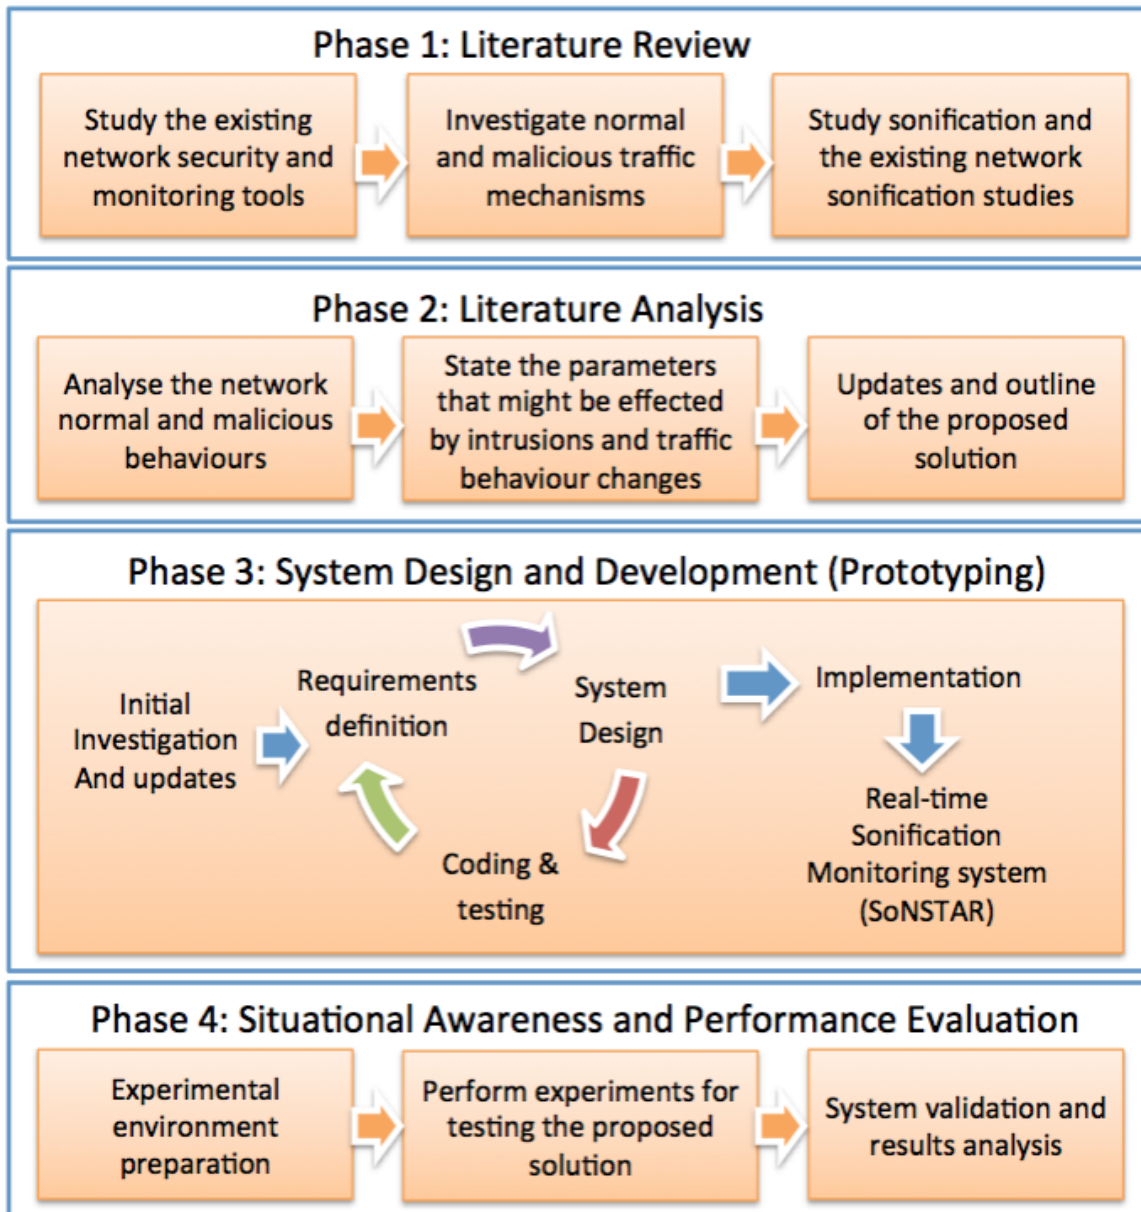 Phase 1: Literature Review
Study the existing
network security and
monitoring tools
Investigate normal
and malicious traffic
mechanisms
Study sonification and
the existing network
sonification studies
Phase 2: Literature Analysis
Analyse the network
normal and malicious
behaviours
State the parameters
that might be effected
by intrusions and traffic
behaviour changes
Updates and outline
of the proposed
solution
Phase 3: System Design and Development (Prototyping)
Initial
Investigation
And updates
Requirements
definition
System
Design
Coding &
testing
Implementation
Real-time
Sonification
Monitoring system
(SoNSTAR)
Phase 4: Situational Awareness and Performance Evaluation
Experimental
environment
preparation
Perform experiments for
testing the proposed
solution
System validation and
results analysis